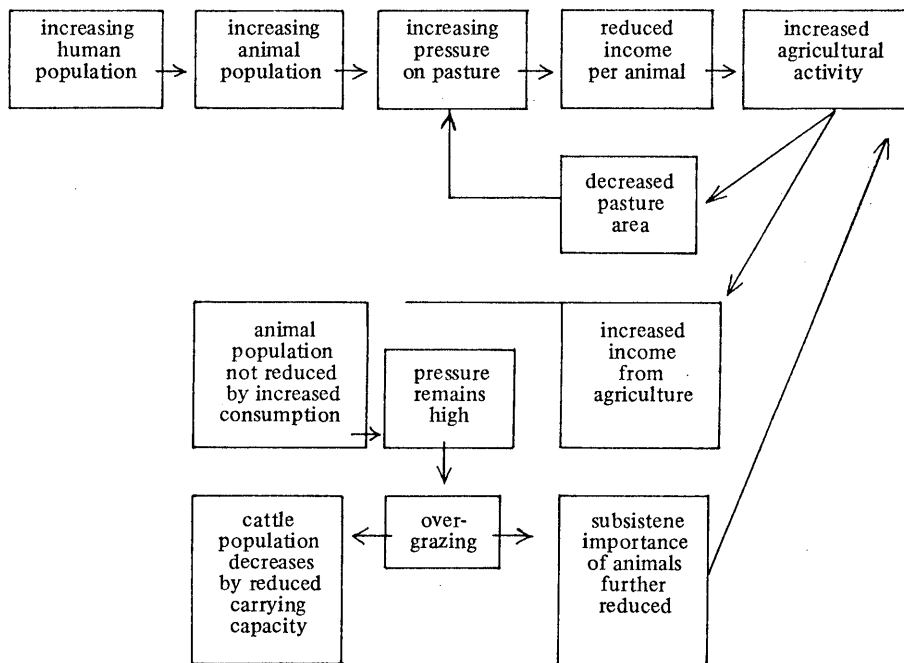 increasing
human
population
increasing
animal
population
increasing
pressure
on pasture
reduced
income
per animal
increased
agricultural
activity
decreased
pasture
area
animal
population
not reduced
by increased
consumption
pressure
remains
high
increased
income
from
agriculture
cattle
population
decreases
by reduced
carrying
capacity
over-
grazing
subsistene
importance
of animals
further
reduced